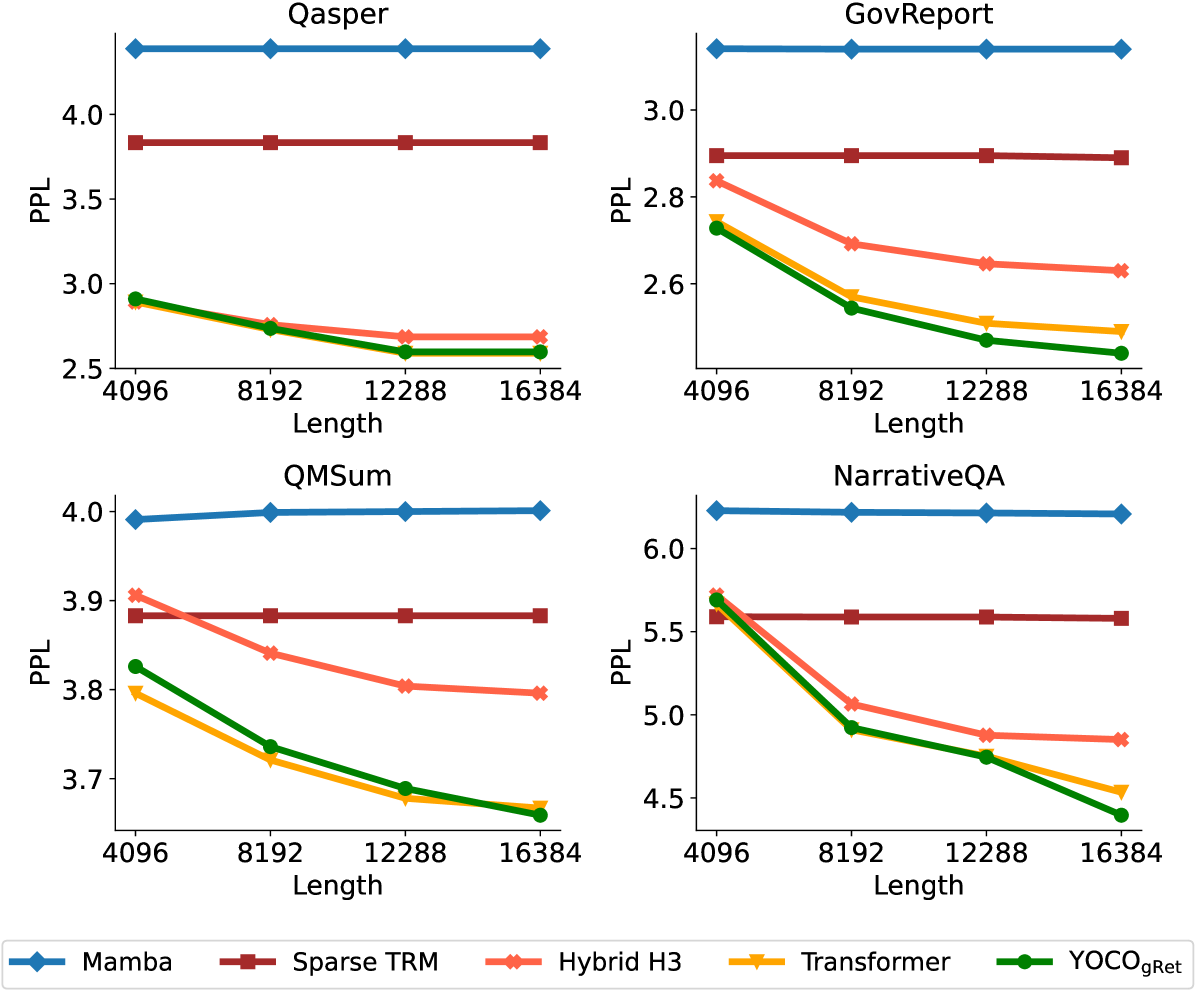 Qasper
PPL
4.0
3.5
3.0
2.5
4096 8192 12288 16384
Length
GovReport
PPL
3.0
2.8
2.6
4096 8192 12288 16384
Length
QMSum
PPL
4.0
3.9
3.8
3.7
4096 8192 12288 16384
Length
NarrativeQA
PPL
6.0
5.5
5.0
4.5
4096 8192 12288 16384
Length
Mamba Sparse TRM Hybrid H3 Transformer YOCOgRet